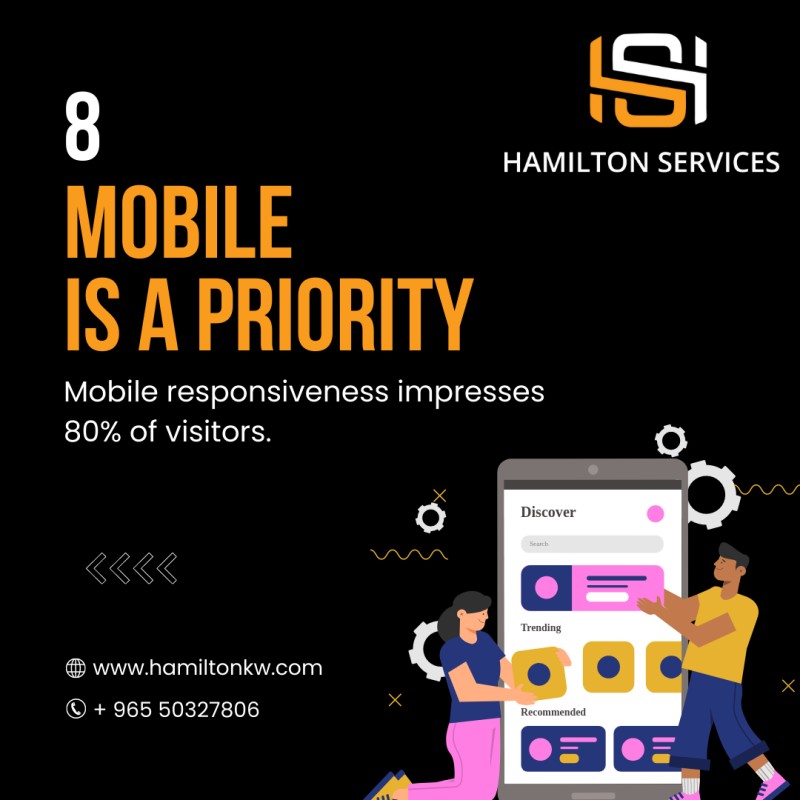 HAMILTON SERVICES
8
MOBILE
IS A PRIORITY
Mobile responsiveness impresses
80% of visitors.
Discover
Search
Trending
Recommended
www.hamiltonkw.com
+ 965 50327806